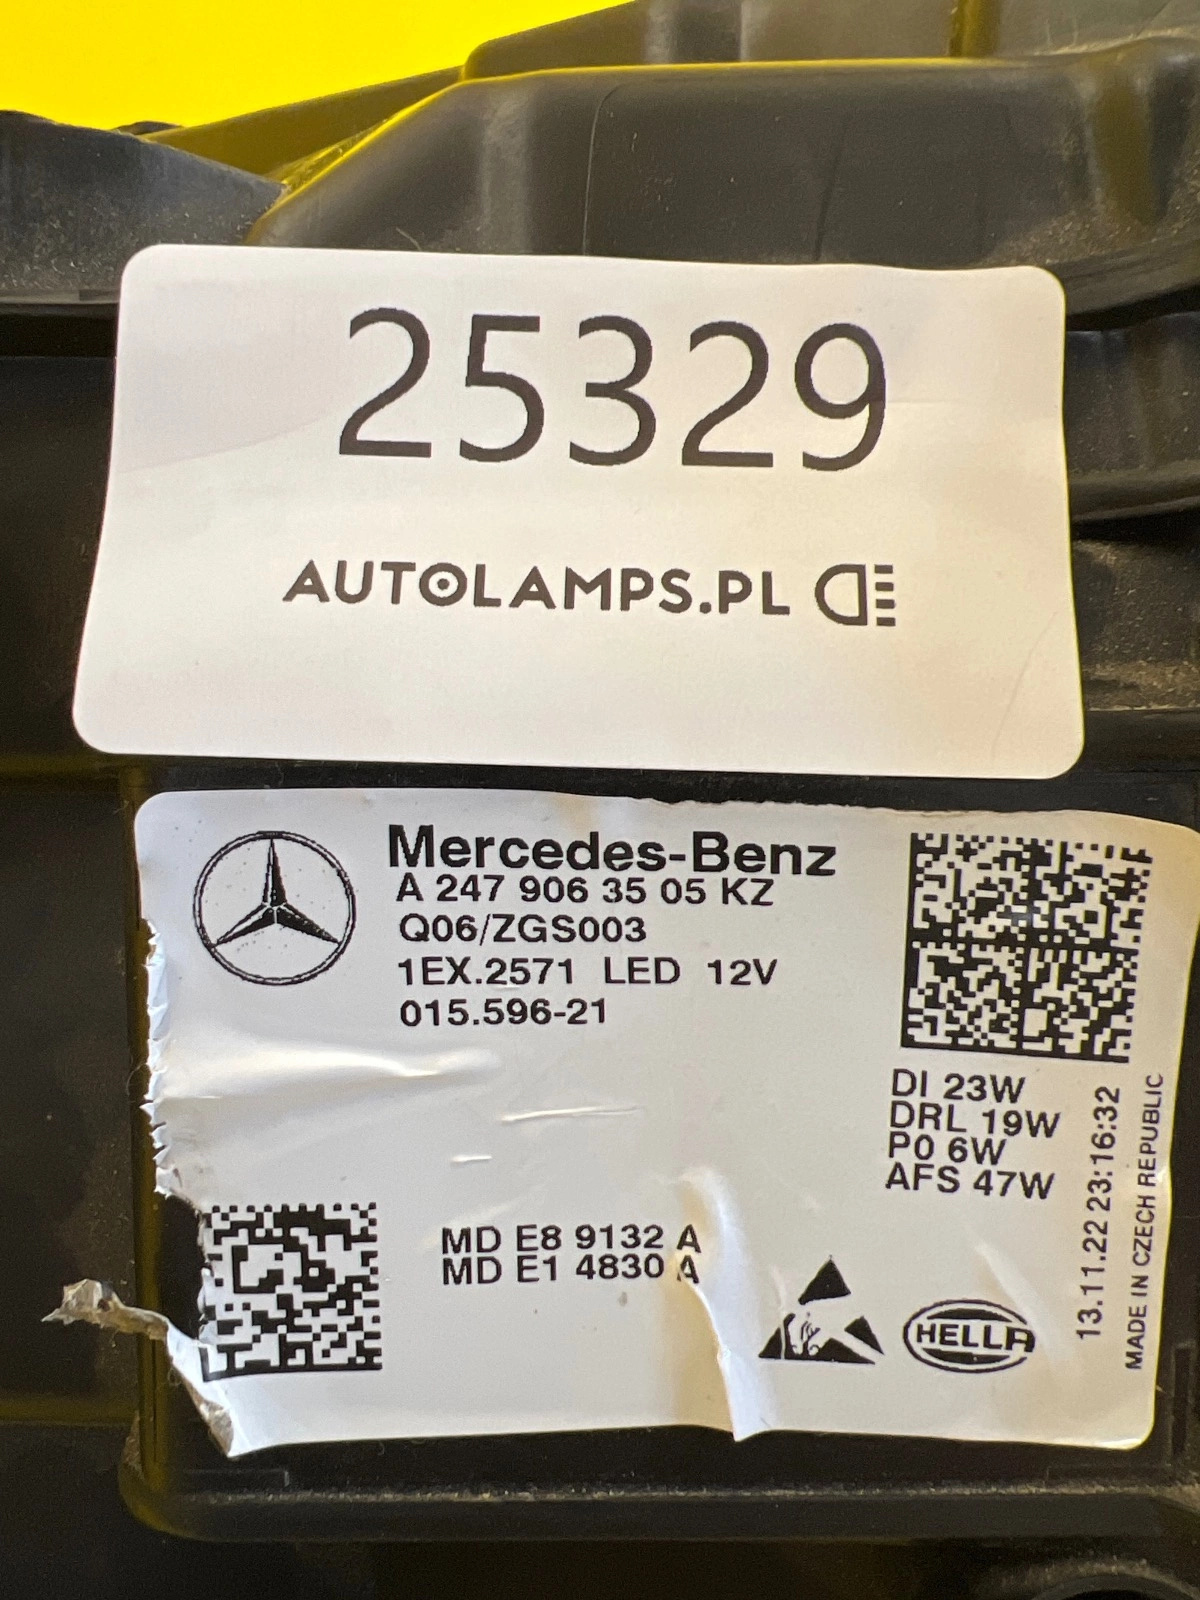 25329
AUTOLAMPS.PL
Mercedes-Benz
A 247 906 35 05 KZ
Q06/ZGS003
1EX.2571 LED 12V
015.596-21
DI 23W
DRL 19W
P0 6W
AFS 47W
13.11.22 23:16:32
MADE IN CZECH REPUBLIC
MD E8 9132 A
MD E1 4830 A
HELLA